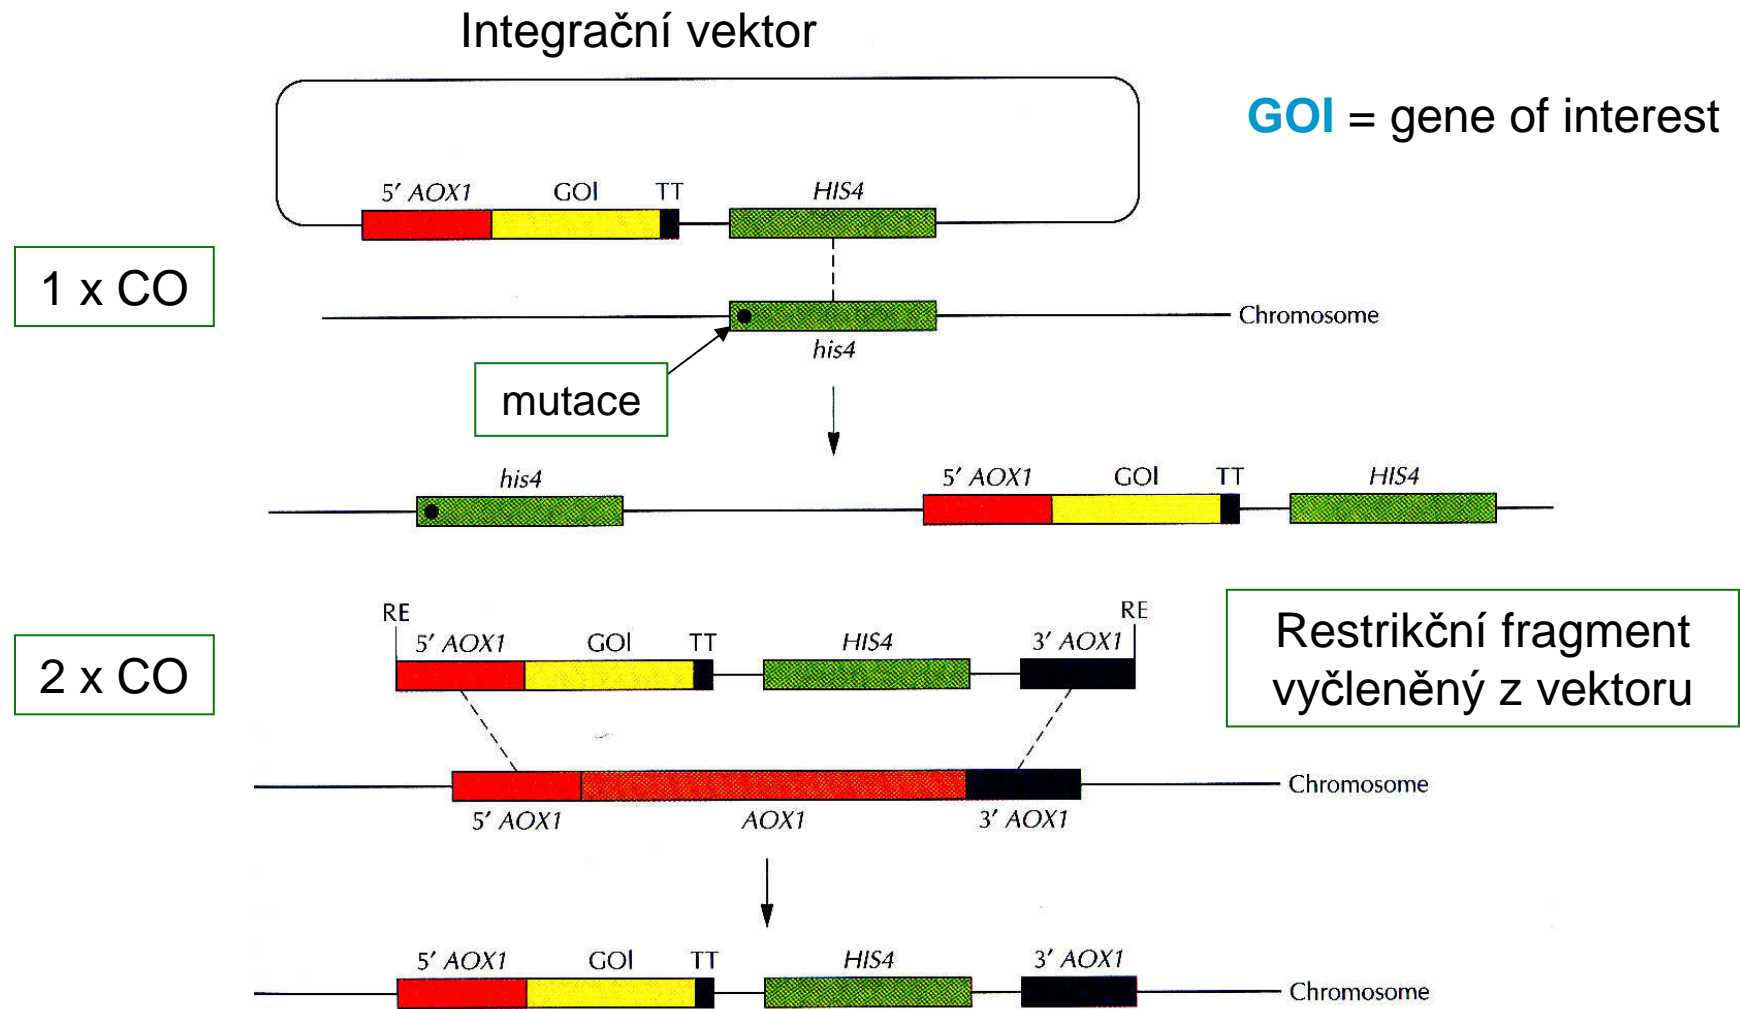 Integrační vektor
GOI = gene of interest
5′ AOX1 GOI TT HIS4
1 x CO
Chromosome
his4
mutace
his4 5′ AOX1 GOI TT HIS4
RE RE
5′ AOX1 GOI TT HIS4 3′ AOX1
2 x CO
Restrikční fragment
vyčleněný z vektoru
Chromosome
5′ AOX1 AOX1 3′ AOX1
5′ AOX1 GOI TT HIS4 3′ AOX1
Chromosome